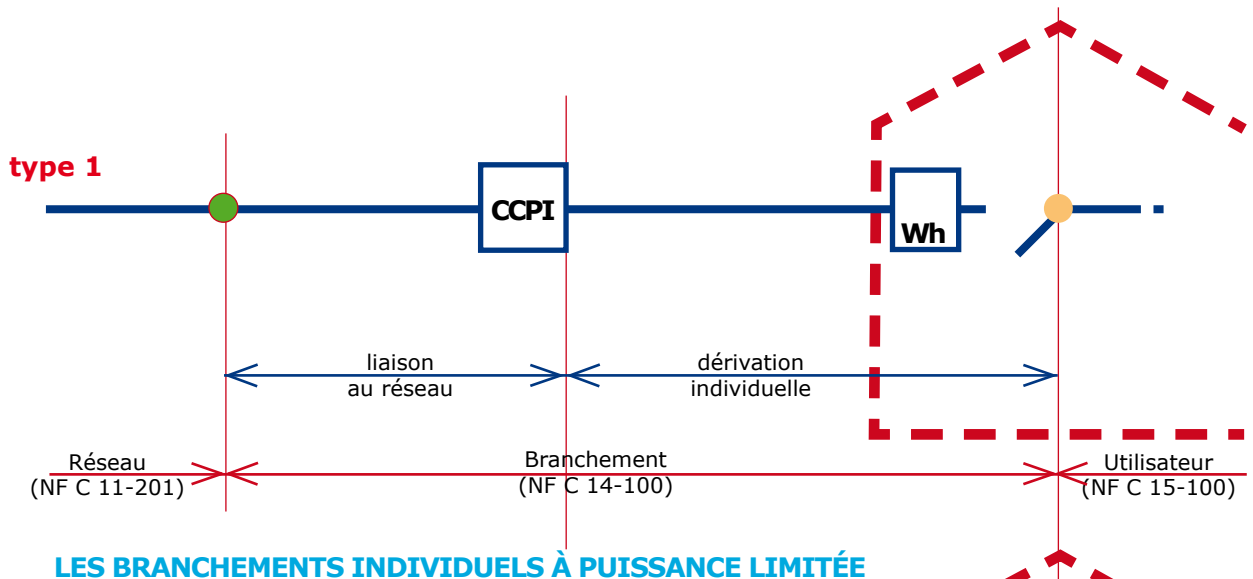 type 1
CCPI
Wh
liaison
au réseau
dérivation
individuelle
Réseau
(NF C 11-201)
Branchement
(NF C 14-100)
Utilisateur
(NF C 15-100)
LES BRANCHEMENTS INDIVIDUELS À PUISSANCE LIMITÉE